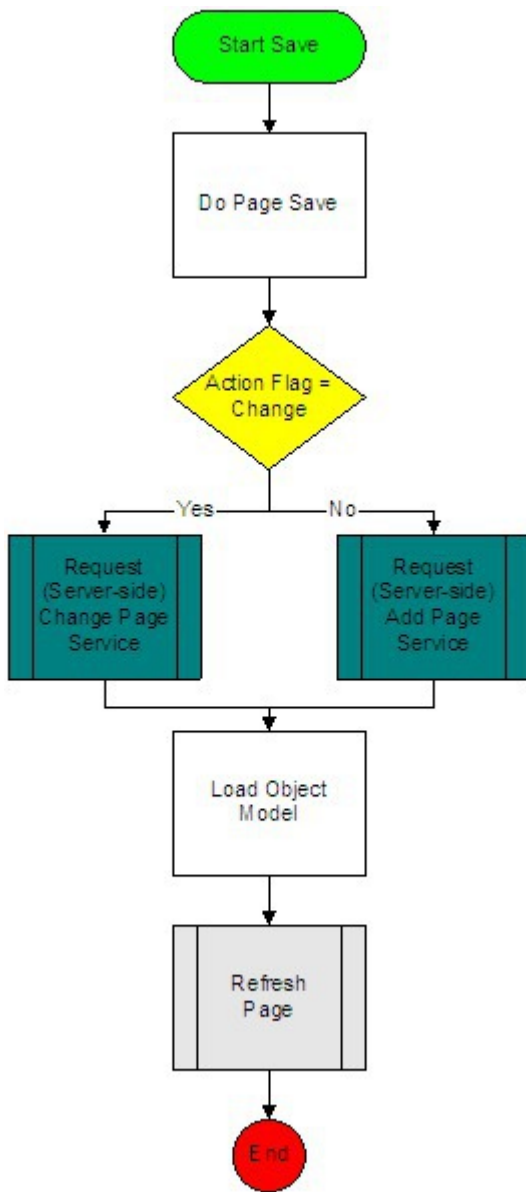 Start Save
Do Page Save
Action Flag =
Change
Yes
No
Request
(Server-side)
Change Page
Service
Request
(Server-side)
Add Page
Service
Load Object
Model
Refresh
Page
End